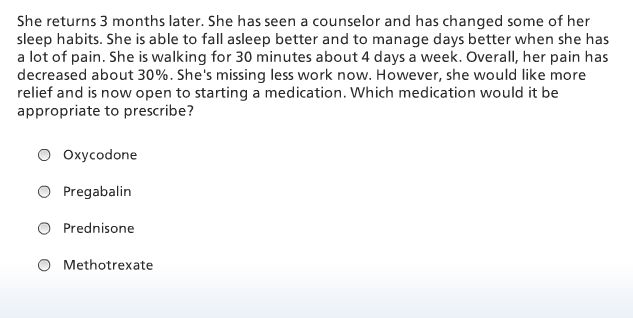 She returns 3 months later. She has seen a counselor and has changed some of her
sleep habits. She is able to fall asleep better and to manage days better when she has
a lot of pain. She is walking for 30 minutes about 4 days a week. Overall, her pain has
decreased about 30%. She's missing less work now. However, she would like more
relief and is now open to starting a medication. Which medication would it be
appropriate to prescribe?
Oxycodone
Pregabalin
Prednisone
Methotrexate